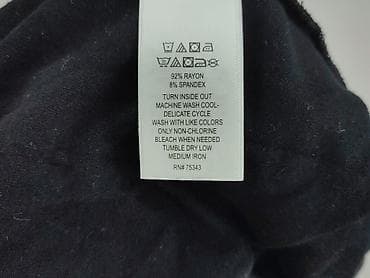 92% RAYON
8% SPANDEX
TURN INSIDE OUT
MACHINE WASH COOL-
DELICATE CYCLE
WASH WITH LIKE COLORS
ONLY NON-CHLORINE
BLEACH WHEN NEEDED
TUMBLE DRY LOW
MEDIUM IRON
RN# 75343